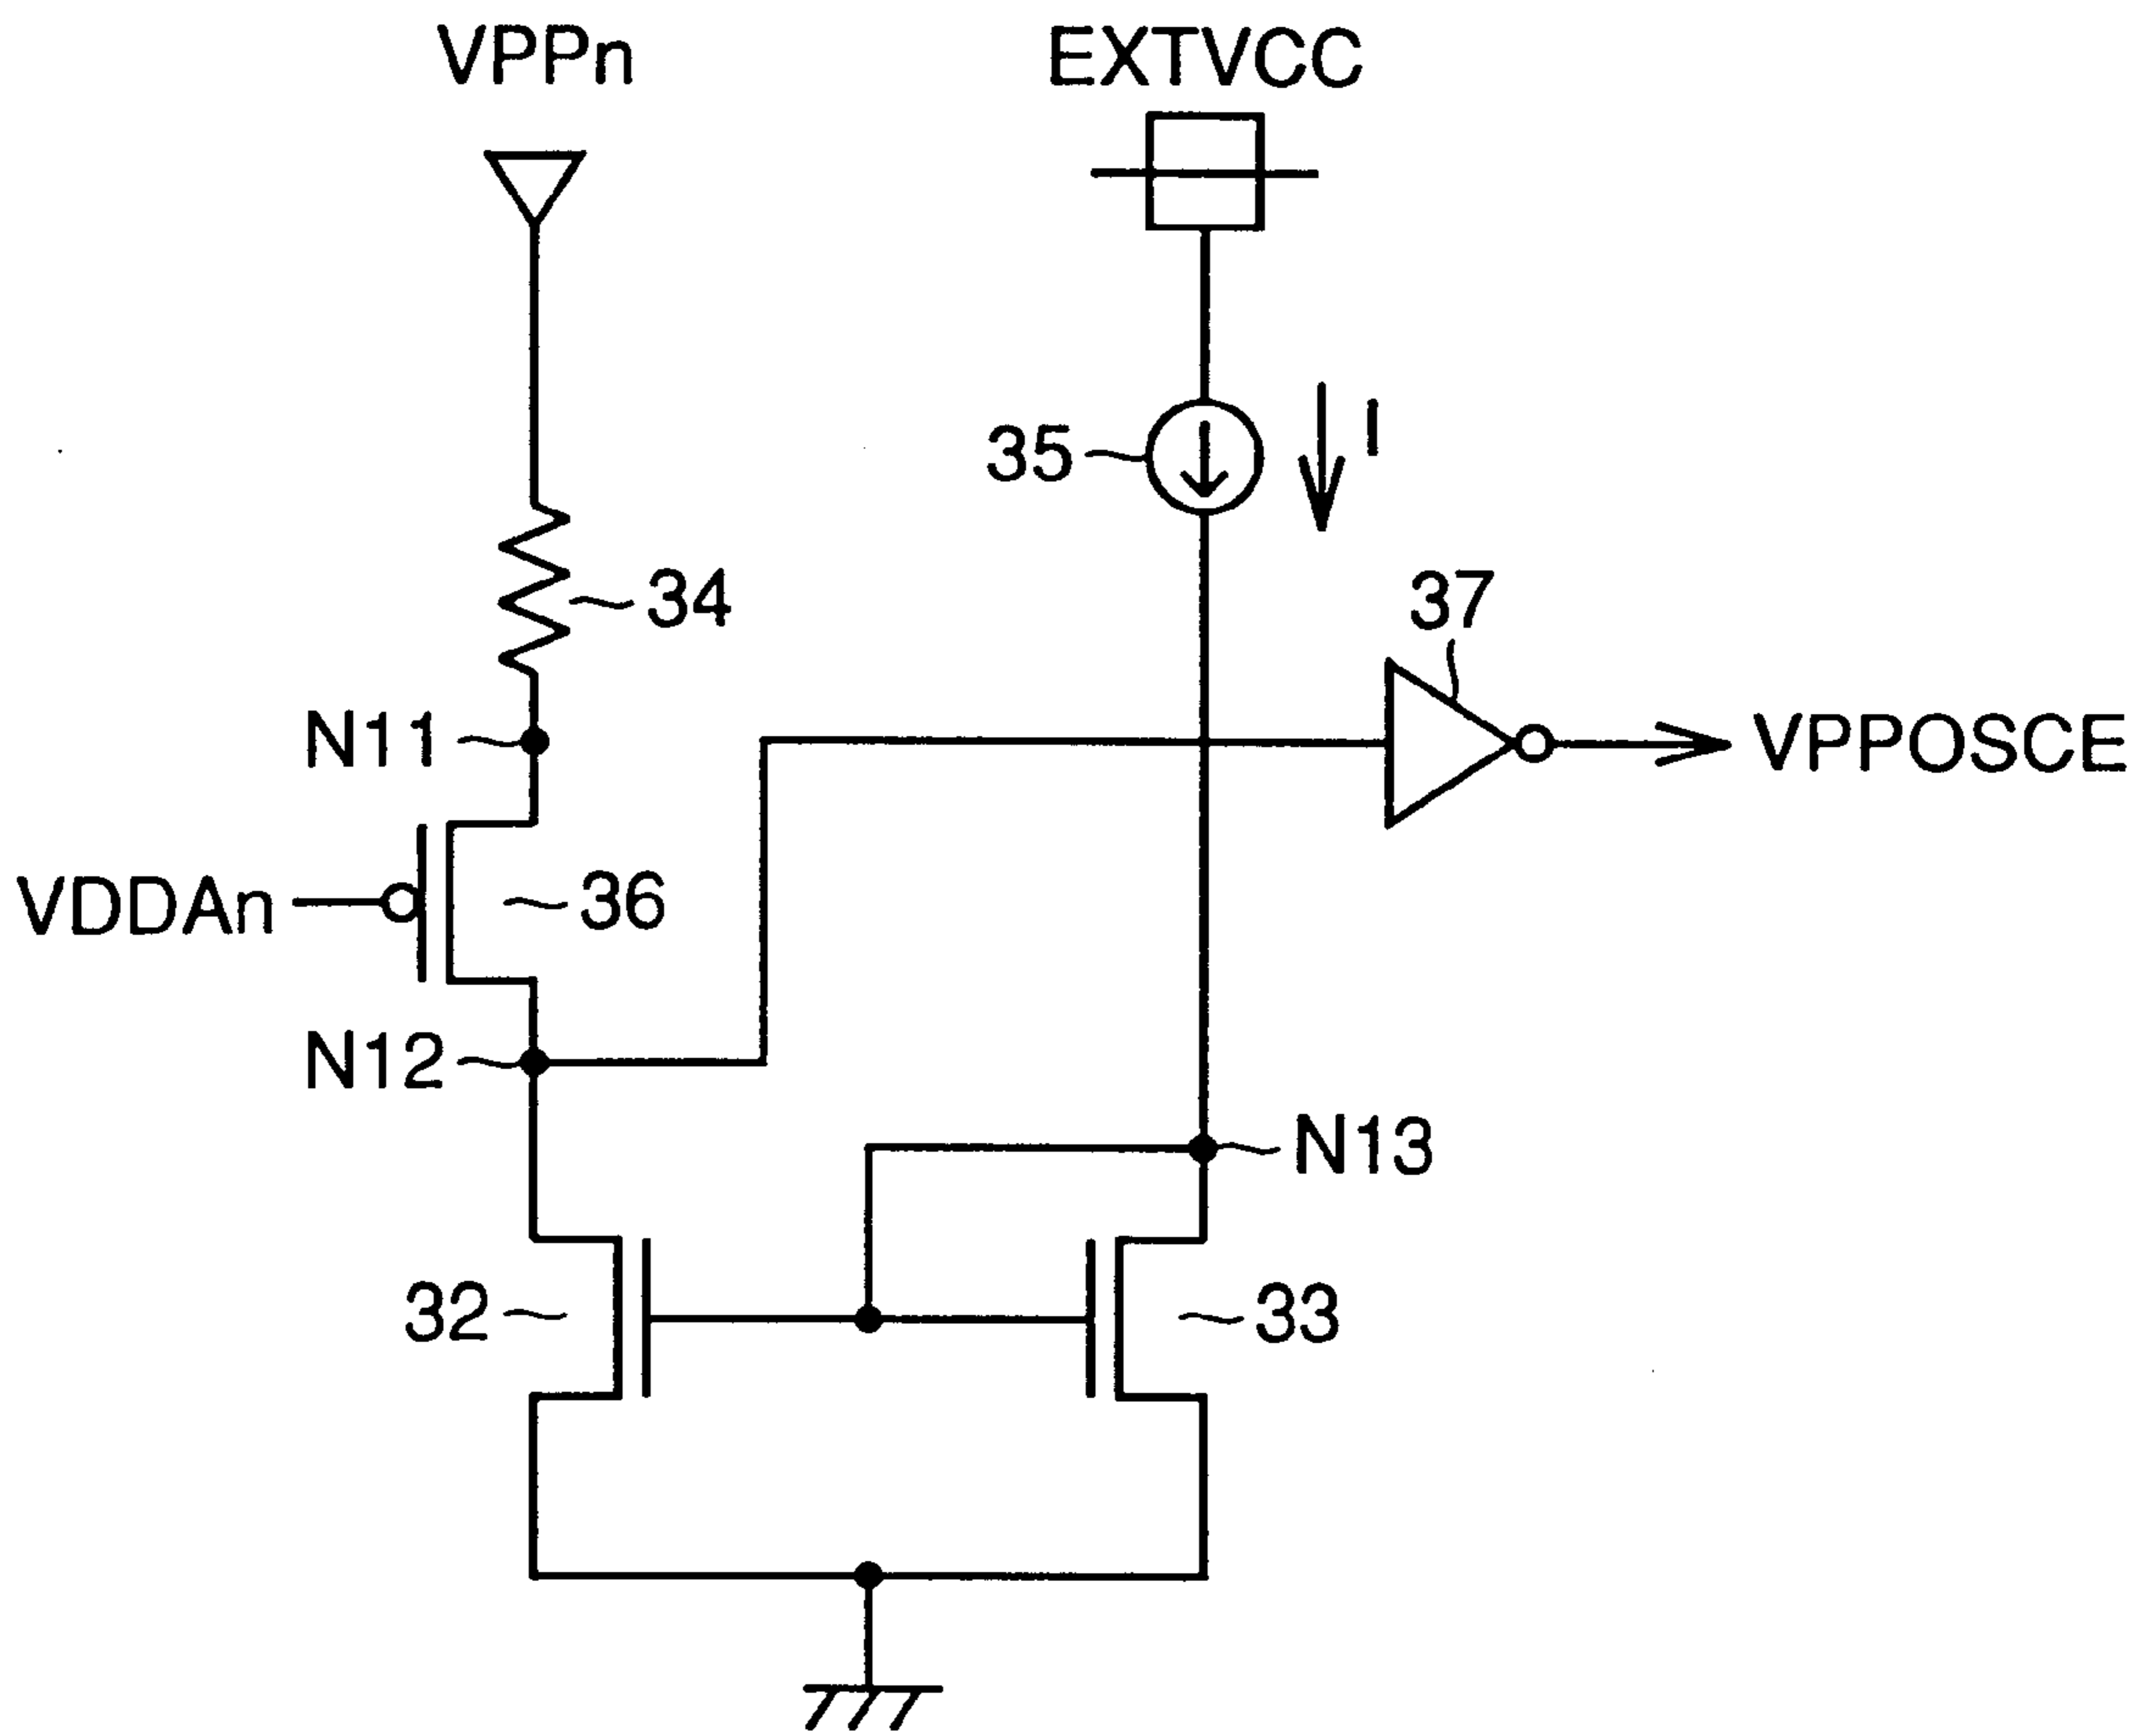 VPPn
EXTVCC
35
I
34
37
N11
VPPOSCE
VDDAn
36
N12
N13
32
33